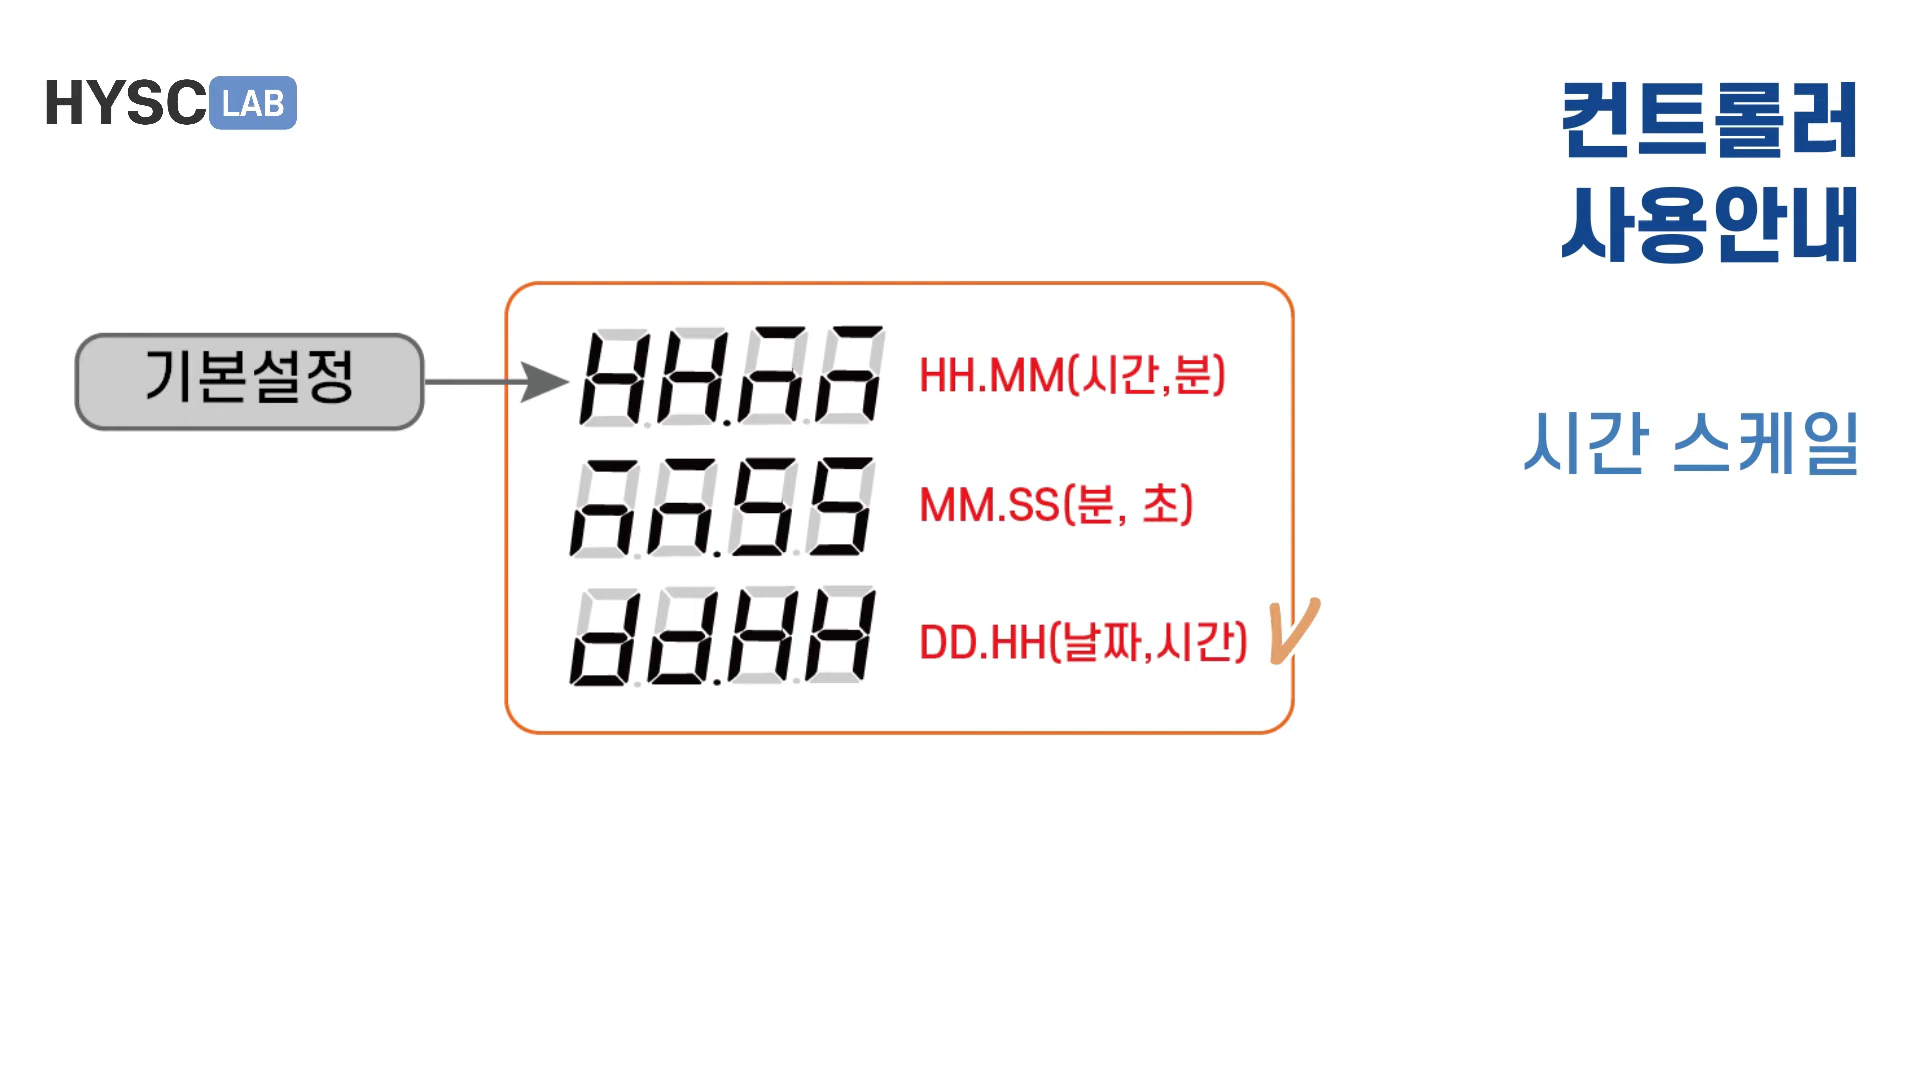 HYSC LAB
컨트롤러
사용안내
시간 스케일
기본설정
HH.MM(시간,분)
MM.SS(분, 초)
DD.HH(날짜,시간)